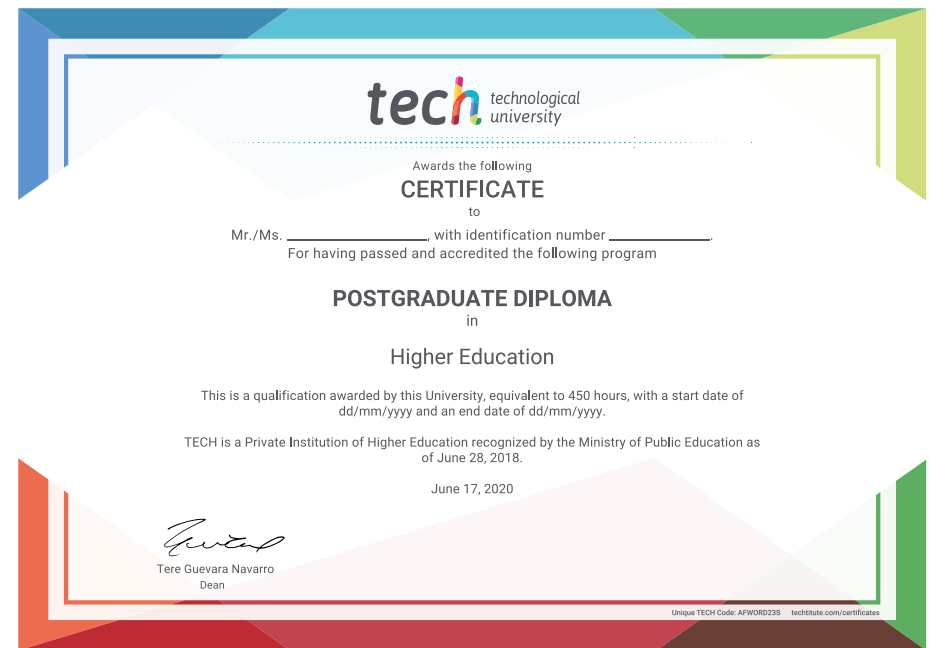 tech technological
university
Awards the following
CERTIFICATE
to
Mr./Ms. ____________, with identification number ____________.
For having passed and accredited the following program
POSTGRADUATE DIPLOMA
in
Higher Education
This is a qualification awarded by this University, equivalent to 450 hours, with a start date of
dd/mm/yyyy and an end date of dd/mm/yyyy.
TECH is a Private Institution of Higher Education recognized by the Ministry of Public Education as
of June 28, 2018.
June 17, 2020
Tere Guevara Navarro
Dean
Unique TECH Code: AFWORD23S techtitute.com/certificates